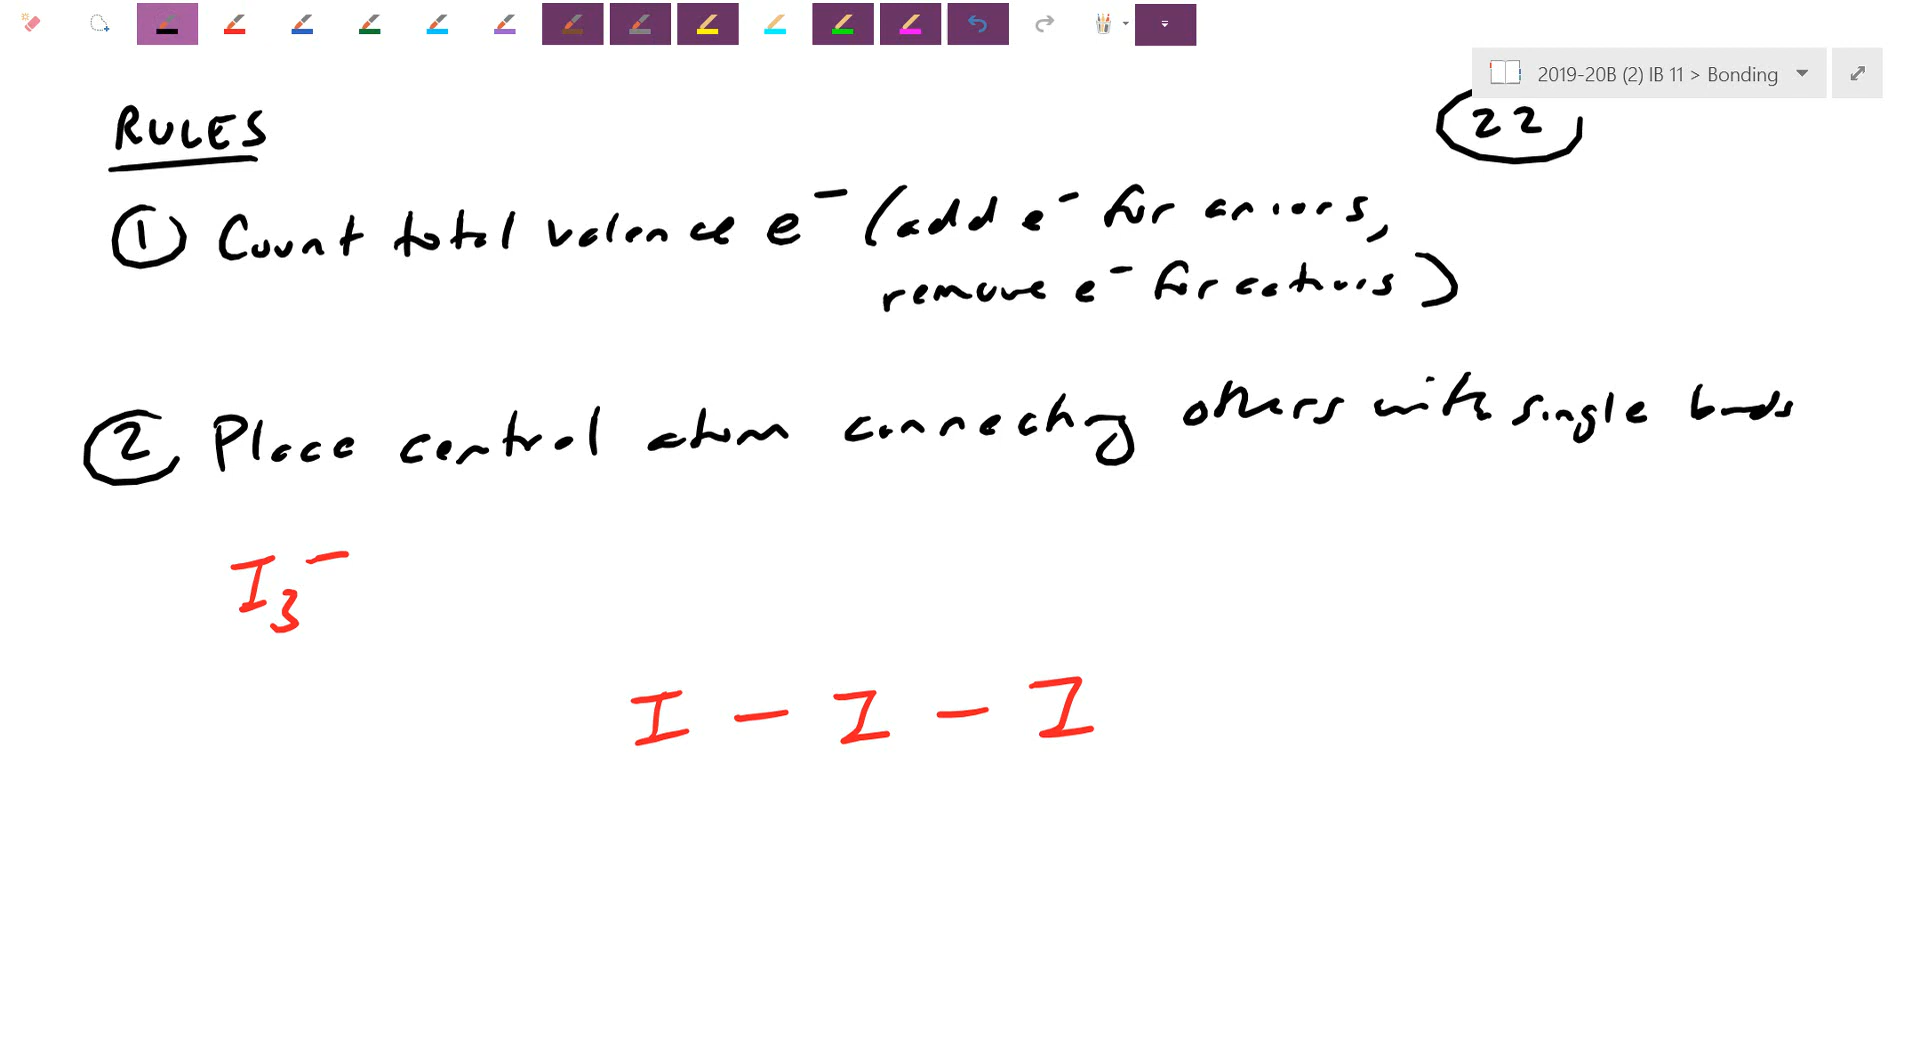 2019-20B (2) IB 11 > Bonding
RULES
22
① Count total valence e⁻ (add e⁻ for anions,
remove e⁻ for cations)
② Place central atom connecting others with single bonds
I₃⁻
I – I – I